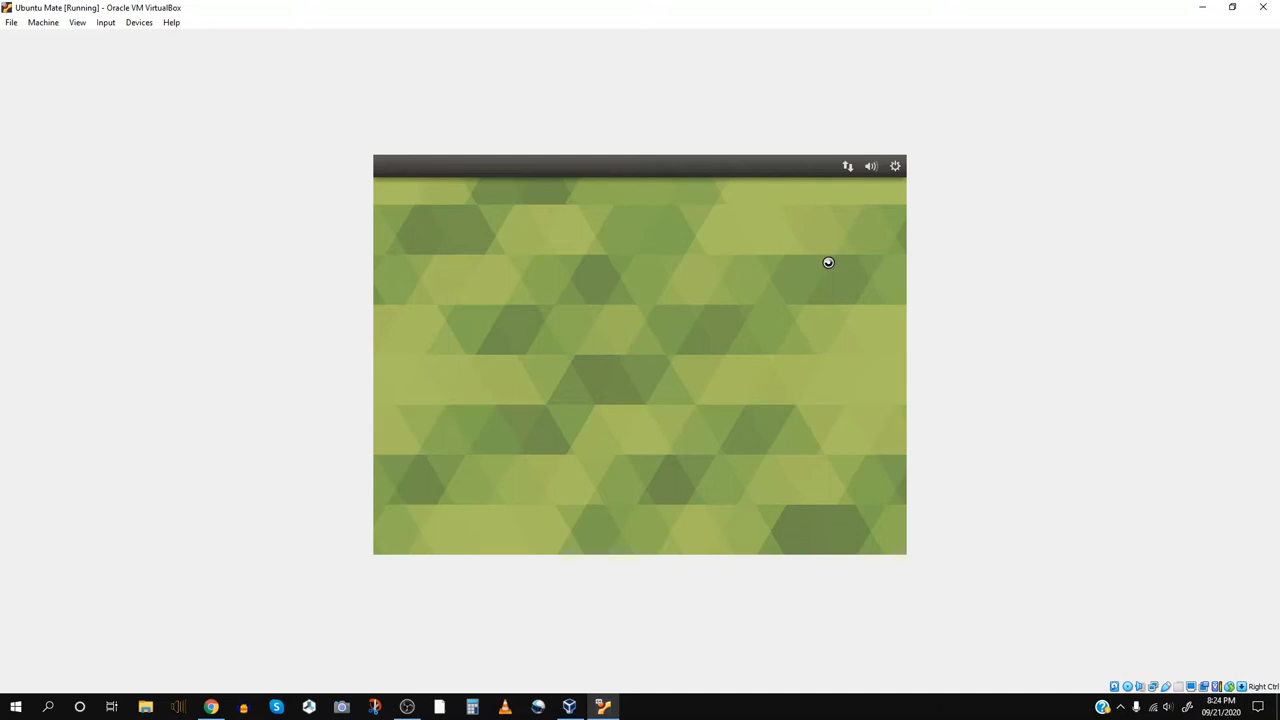 Ubuntu Mate [Running] - Oracle VM VirtualBox
File Machine View Input Devices Help
Right Ctrl
8:24 PM
09/21/2020